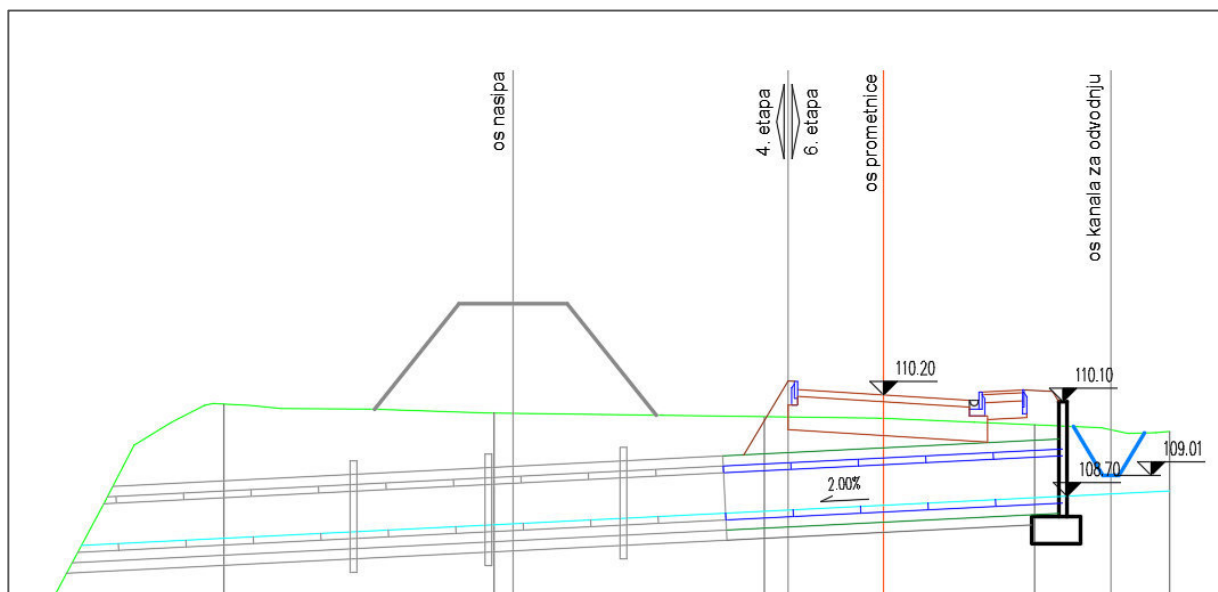 os nasipa
4. etapa
6. etapa
os prometnice
os kanala za odvodnju
110.20
110.10
109.01
108.70
2.00%